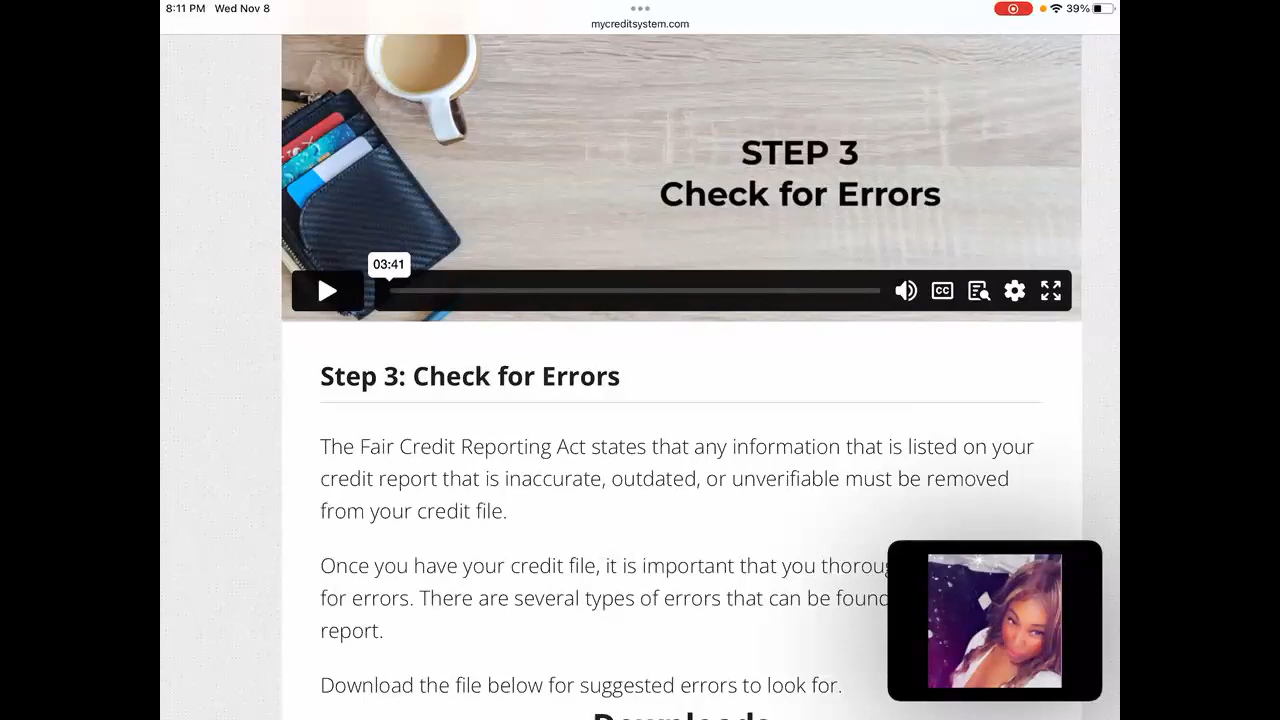 8:11 PM Wed Nov 8
39%
mycreditsystem.com
STEP 3
Check for Errors
03:41
CC
Step 3: Check for Errors
The Fair Credit Reporting Act states that any information that is listed on your
credit report that is inaccurate, outdated, or unverifiable must be removed
from your credit file.
Once you have your credit file, it is important that you
for errors. There are several types of errors that can be found
report.
Download the file below for suggested errors to look for.
Downloads